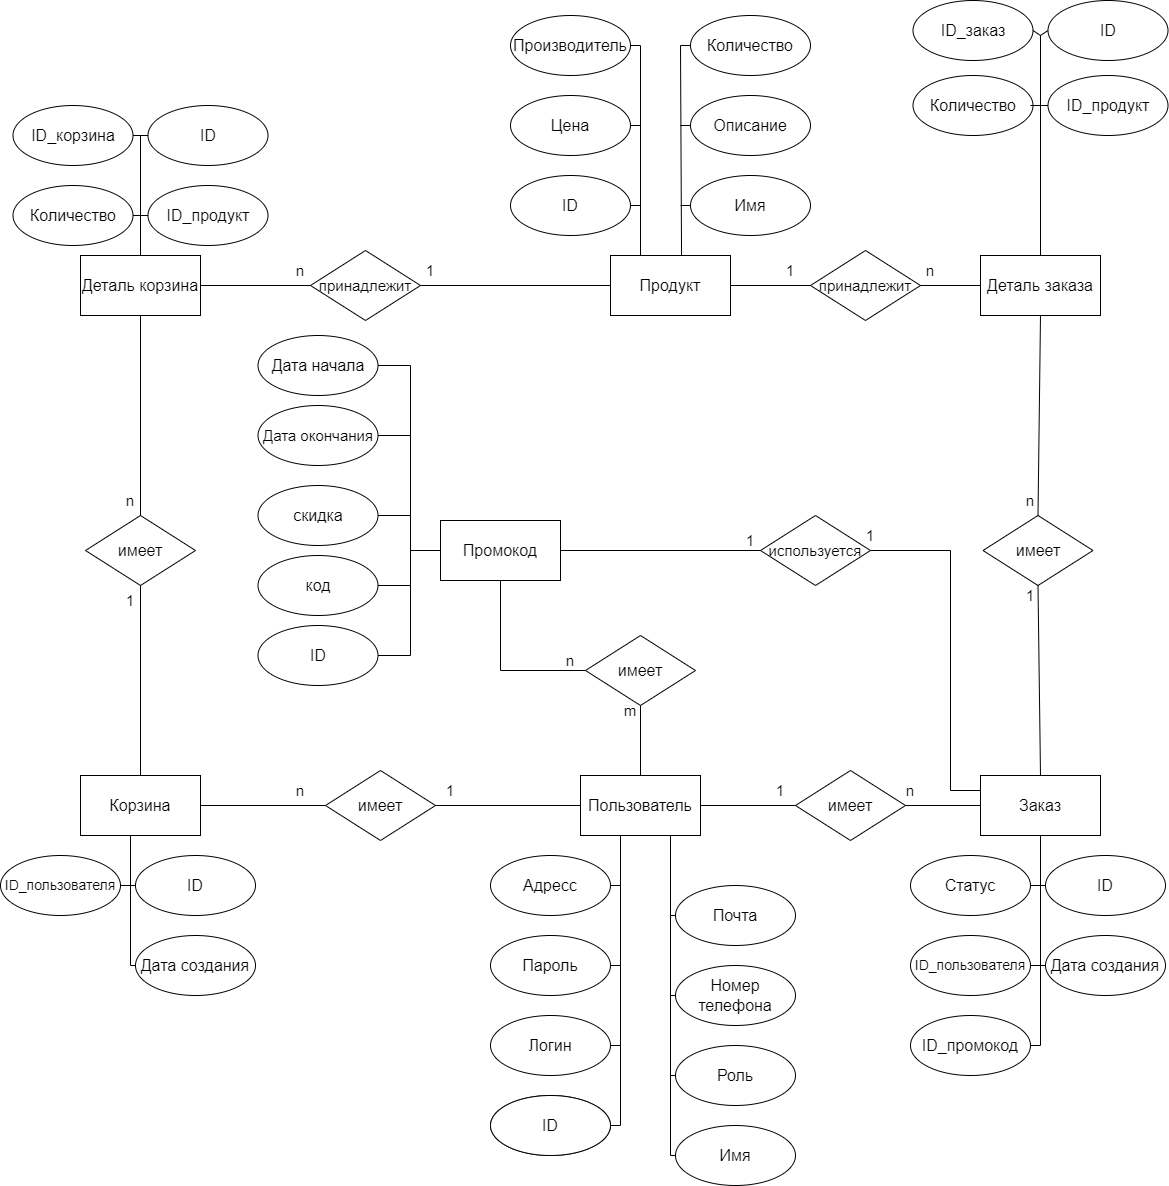 ID_заказ
ID
Производитель
Количество
Количество
ID_продукт
ID_корзина
ID
Цена
Описание
Количество
ID_продукт
ID
Имя
Деталь корзина
n
принадлежит
1
Продукт
1
принадлежит
n
Деталь заказа
Дата начала
Дата окончания
скидка
код
ID
n
имеет
1
Промокод
1
используется
1
n
имеет
1
n
имеет
m
Корзина
n
имеет
1
Пользователь
1
имеет
n
Заказ
ID_пользователя
ID
Дата создания
Адресс
Пароль
Логин
ID
Почта
Номер
телефона
Роль
Имя
Статус
ID
ID_пользователя
Дата создания
ID_промокод